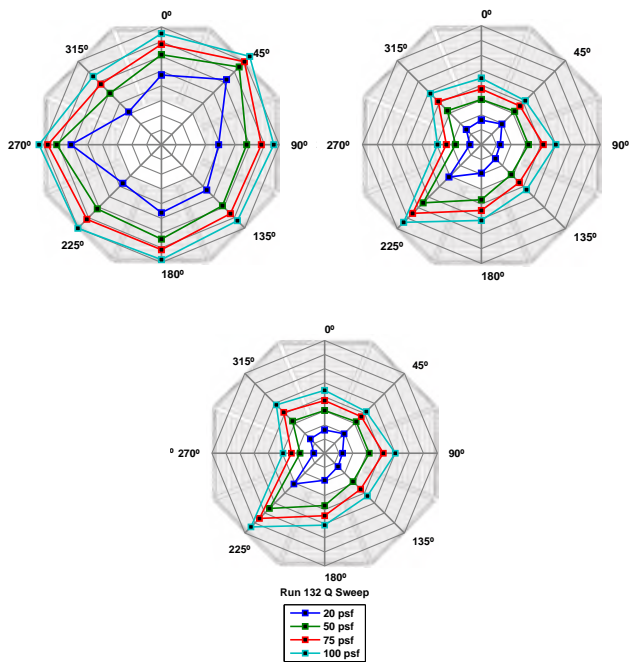 0º
45º
90º
135º
180º
225º
270º
315º
0º
45º
90º
135º
180º
225º
270º
315º
0º
45º
90º
135º
180º
225º
º 270º
315º
Run 132 Q Sweep
20 psf
50 psf
75 psf
100 psf